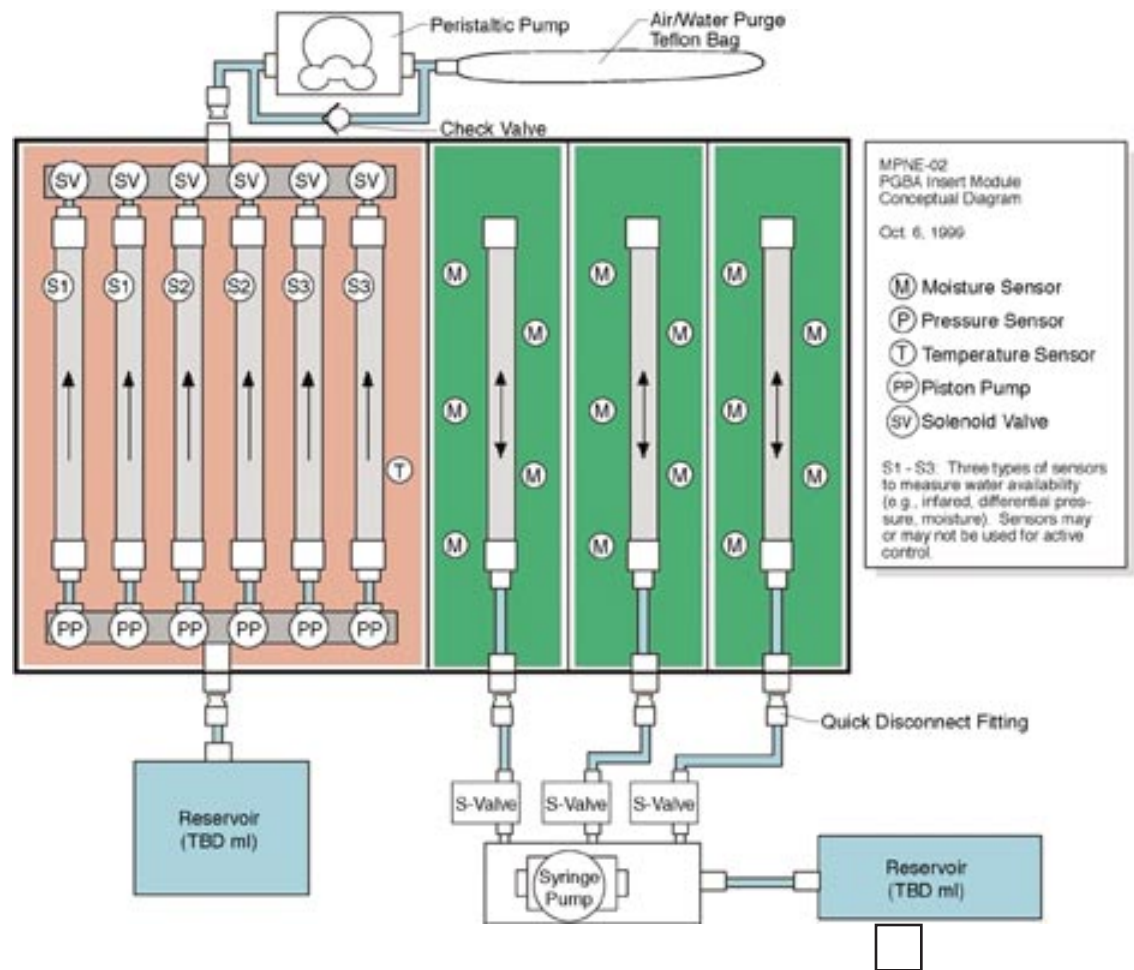 Peristaltic Pump
Air/Water Purge
Teflon Bag
Check Valve
SV SV SV SV SV SV
S1 S1 S2 S2 S3 S3
M M M
M M M
M M M
T
M M M
M M M
PP PP PP PP PP PP
MPNE-02
PGBA Insert Module
Conceptual Diagram
Oct. 6, 1999
M Moisture Sensor
P Pressure Sensor
T Temperature Sensor
PP Piston Pump
SV Solenoid Valve
S1 - S3: Three types of sensors
to measure water availability
(e.g., infared, differential pres-
sure, moisture). Sensors may
or may not be used for active
control.
Quick Disconnect Fitting
Reservoir
(TBD ml)
S-Valve S-Valve S-Valve
Syringe
Pump
Reservoir
(TBD ml)